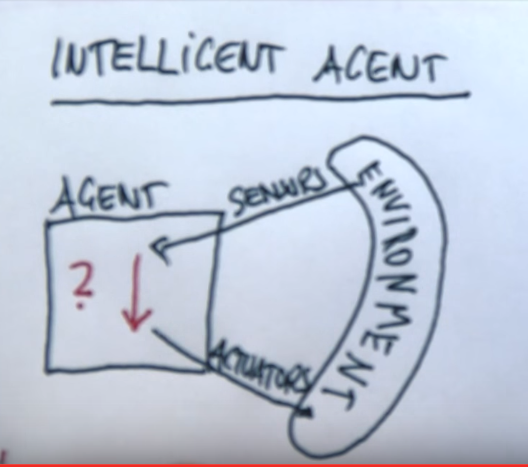 INTELLIGENT AGENT
AGENT
SENSORS
ENVIRONMENT
?
ACTUATORS